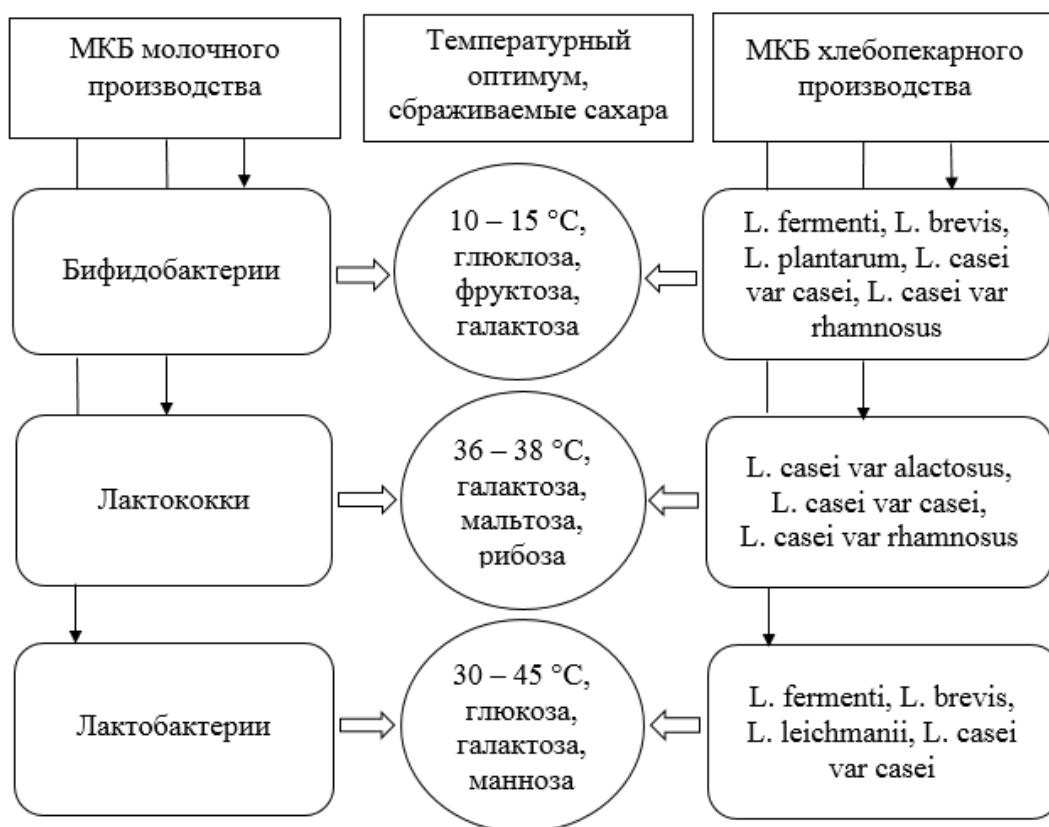 МКБ молочного
производства
Температурный
оптимум,
сбраживаемые сахара
МКБ хлебопекарного
производства
Бифидобактерии
10 – 15 °C,
глюклоза,
фруктоза,
галактоза
L. fermenti, L. brevis,
L. plantarum, L. casei
var casei, L. casei var
rhamnosus
Лактококки
36 – 38 °C,
галактоза,
мальтоза,
рибоза
L. casei var alactosus,
L. casei var casei,
L. casei var rhamnosus
Лактобактерии
30 – 45 °C,
глюкоза,
галактоза,
манноза
L. fermenti, L. brevis,
L. leichmanii, L. casei
var casei